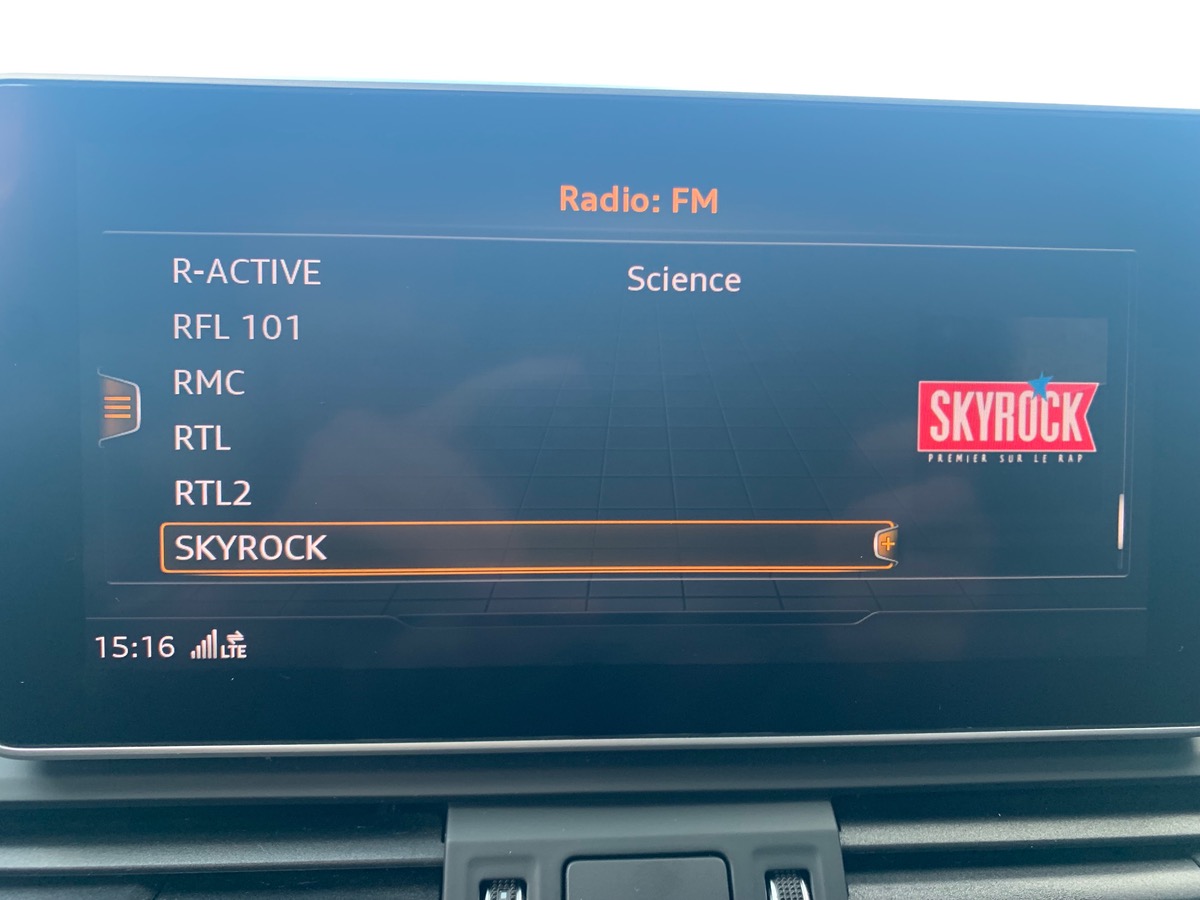 Radio: FM
R-ACTIVE Science
RFL 101
RMC
RTL
RTL2
SKYROCK
SKYROCK
PREMIER SUR LE RAP
15:16 LTE